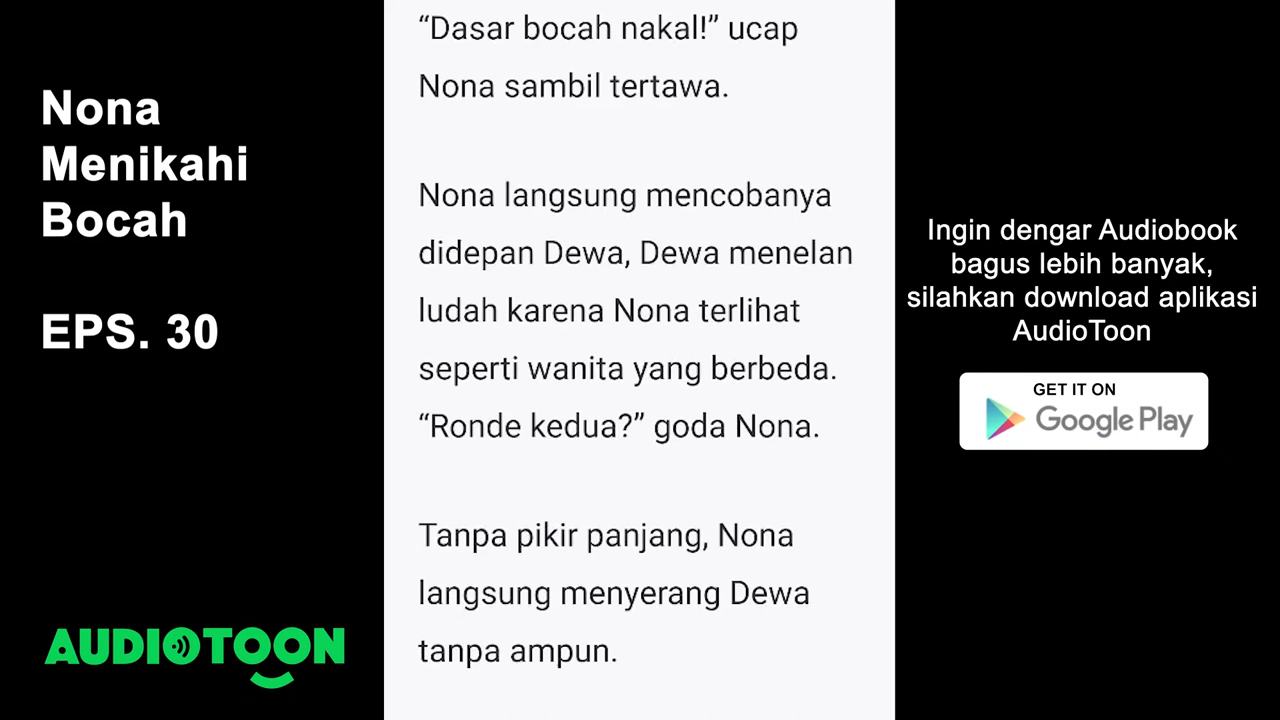 Nona
Menikahi
Bocah
EPS. 30
AUDIOTOON
“Dasar bocah nakal!” ucap
Nona sambil tertawa.
Nona langsung mencobanya
didepan Dewa, Dewa menelan
ludah karena Nona terlihat
seperti wanita yang berbeda.
“Ronde kedua?” goda Nona.
Tanpa pikir panjang, Nona
langsung menyerang Dewa
tanpa ampun.
Ingin dengar Audiobook
bagus lebih banyak,
silahkan download aplikasi
AudioToon
GET IT ON
Google Play